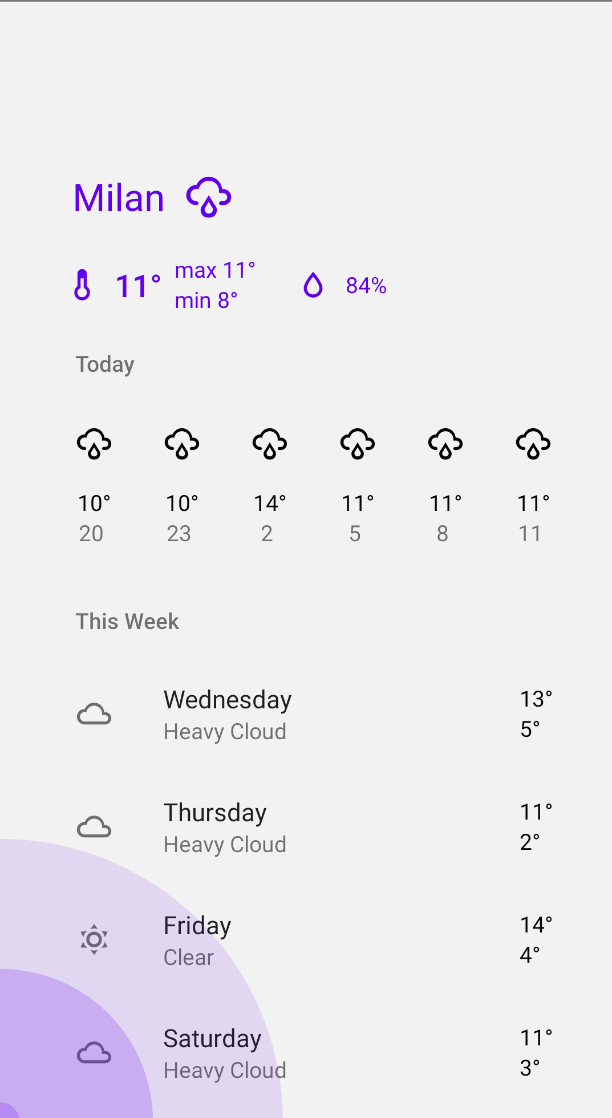 Milan
11° max 11°
min 8° 84%
Today
10° 10° 14° 11° 11° 11°
20 23 2 5 8 11
This Week
Wednesday 13°
Heavy Cloud 5°
Thursday 11°
Heavy Cloud 2°
Friday 14°
Clear 4°
Saturday 11°
Heavy Cloud 3°